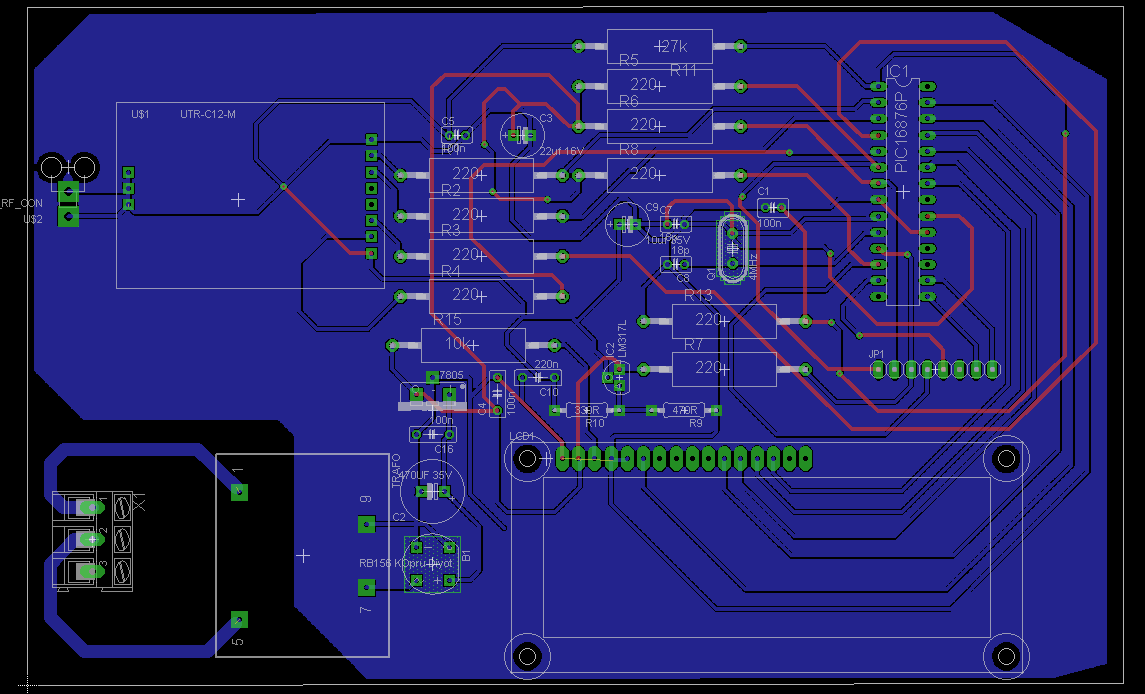 27k
R5
R11
IC1
220
R6
PIC16876P
U$1
UTR-C12-M
C5
C3
100n
220
R8
22uf 16V
220
R2
220
C1
100n
RF_CON
U$2
220
R3
C9
C7
10uf 35V
18p
220
R4
C8
Q1
4MHz
220
R13
220
R15
R7
10k
IC2
LM317L
220
JP1
7805
220n
C10
C4
100n
330R
R10
470R
R9
100n
C16
LCD1
TRAFO
470UF 35V
1
9
C2
X1
1
2
3
RB156 KOpru Diyot
B1
7
5